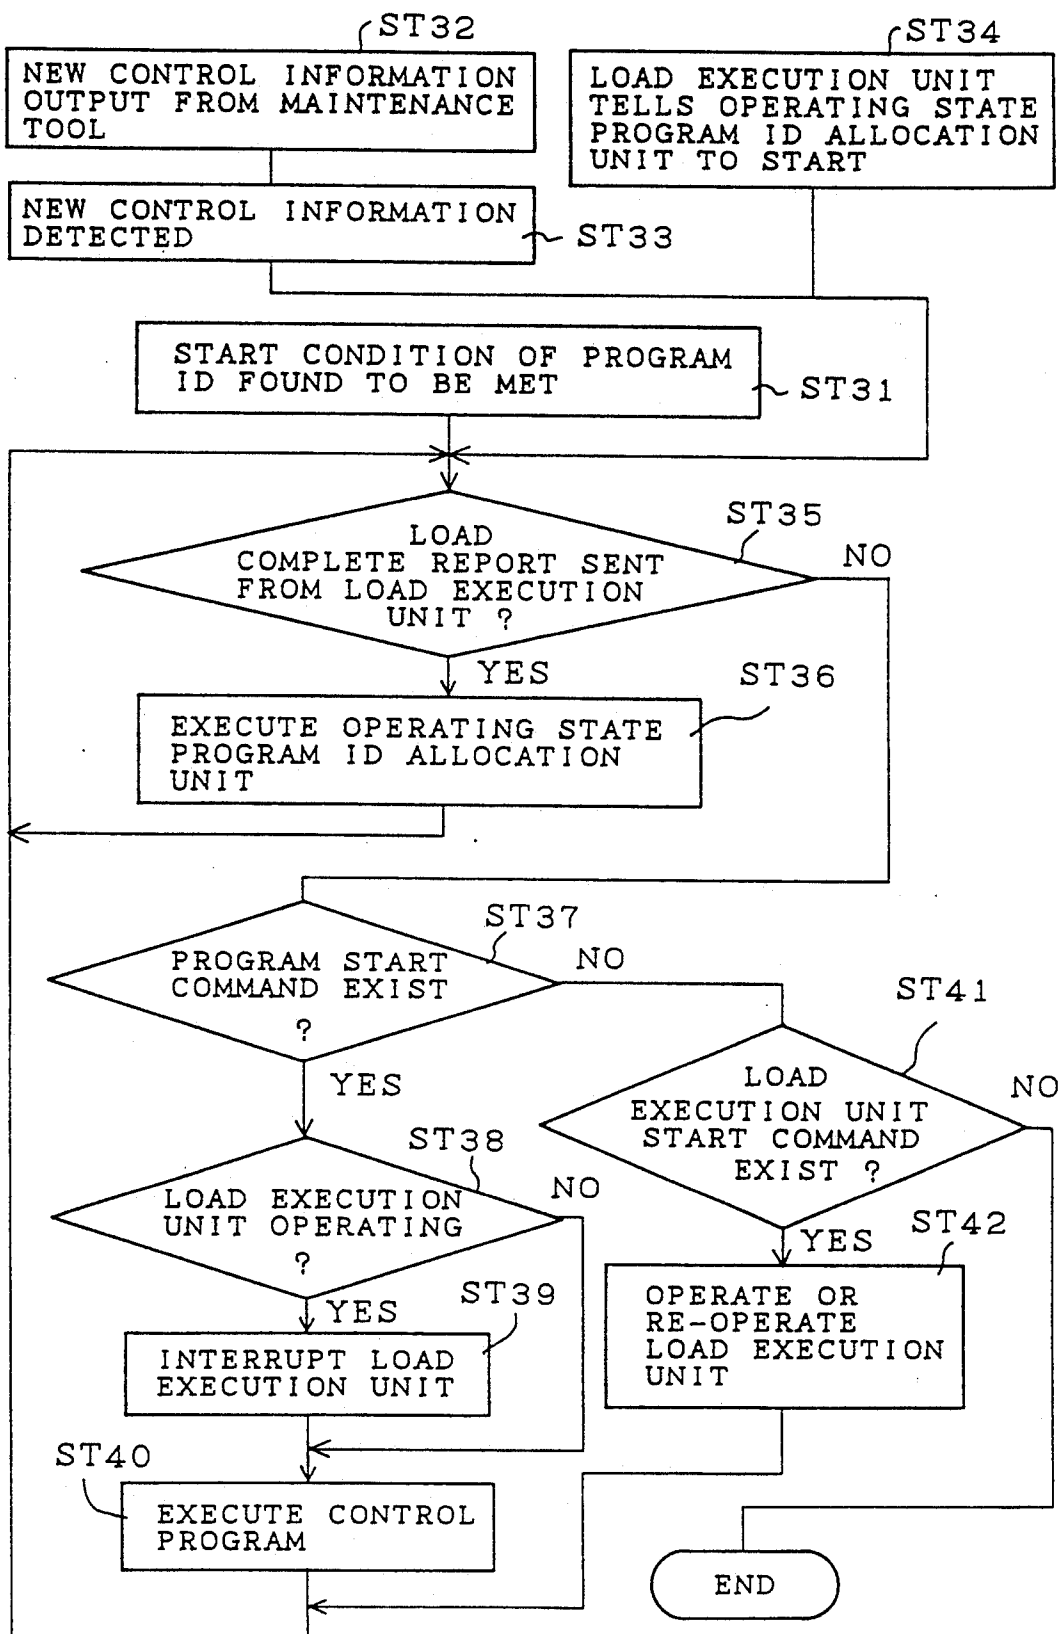 ST32
NEW CONTROL INFORMATION
OUTPUT FROM MAINTENANCE
TOOL
ST34
LOAD EXECUTION UNIT
TELLS OPERATING STATE
PROGRAM ID ALLOCATION
UNIT TO START
NEW CONTROL INFORMATION
DETECTED
ST33
START CONDITION OF PROGRAM
ID FOUND TO BE MET
ST31
LOAD
COMPLETE REPORT SENT
FROM LOAD EXECUTION
UNIT ?
ST35
NO
YES
ST36
EXECUTE OPERATING STATE
PROGRAM ID ALLOCATION
UNIT
ST37
PROGRAM START
COMMAND EXIST
?
NO
YES
ST41
LOAD
EXECUTION UNIT
START COMMAND
EXIST ?
NO
YES
ST38
LOAD EXECUTION
UNIT OPERATING
?
NO
YES
ST42
OPERATE OR
RE-OPERATE
LOAD EXECUTION
UNIT
ST39
INTERRUPT LOAD
EXECUTION UNIT
ST40
EXECUTE CONTROL
PROGRAM
END